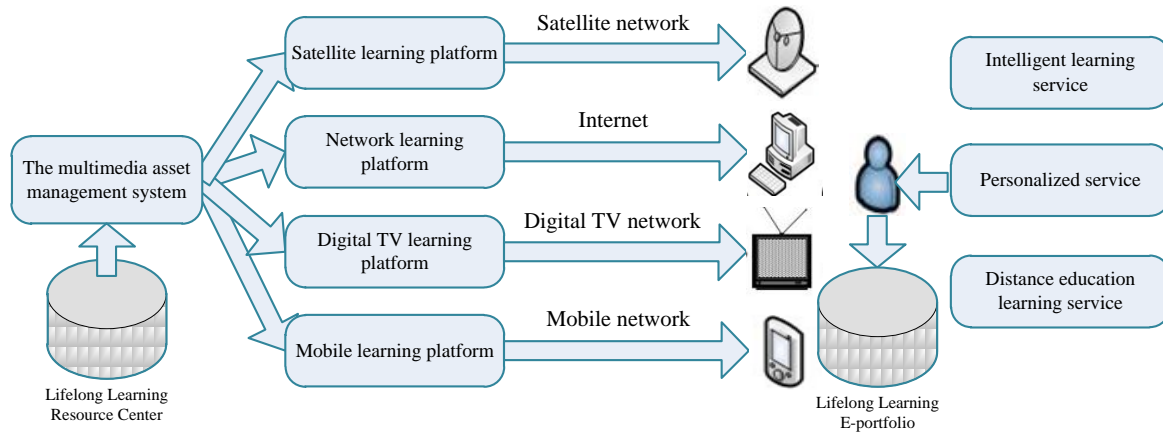 Satellite network
Satellite learning platform
Intelligent learning
service
Internet
Network learning
platform
The multimedia asset
management system
Personalized service
Digital TV network
Digital TV learning
platform
Distance education
learning service
Mobile network
Mobile learning platform
Lifelong Learning
Resource Center
Lifelong Learning
E-portfolio